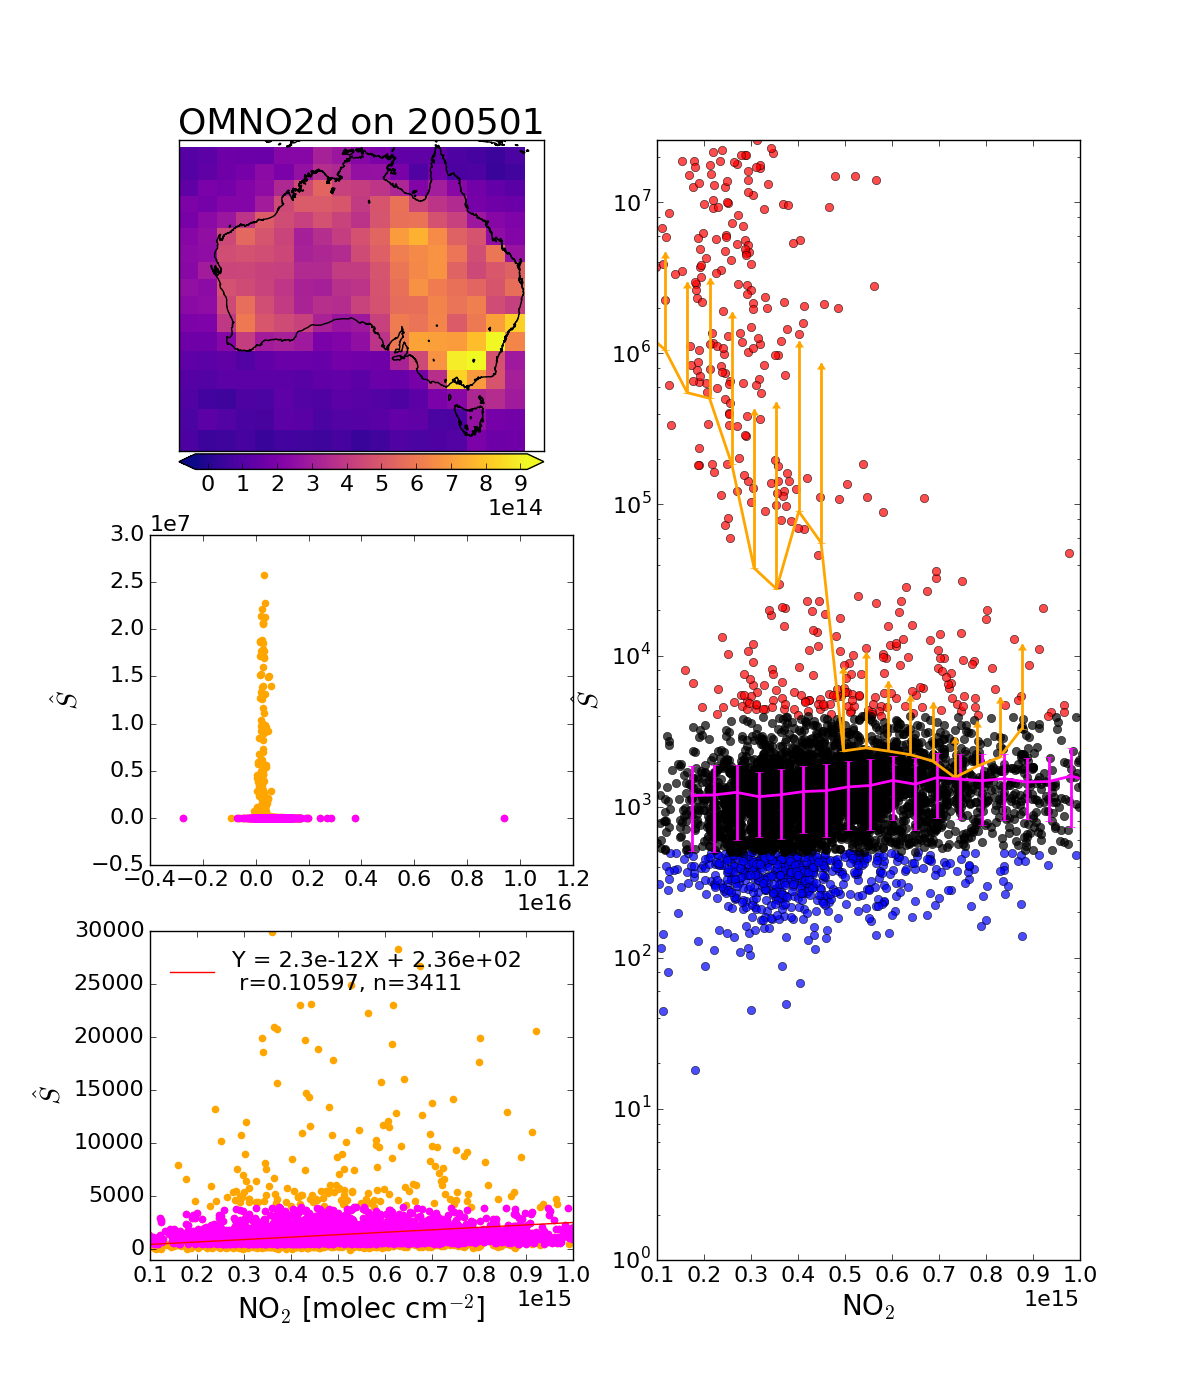 OMNO2d on 200501
0 1 2 3 4 5 6 7 8 9
1e14
1e7
3.0
2.5
2.0
1.5
1.0
0.5
0.0
−0.5
Ŝ
−0.4 −0.2 0.0 0.2 0.4 0.6 0.8 1.0 1.2
1e16
30000
25000
20000
15000
10000
5000
0
Ŝ
Y = 2.3e-12X + 2.36e+02
r=0.10597, n=3411
0.1 0.2 0.3 0.4 0.5 0.6 0.7 0.8 0.9 1.0
1e15
NO₂ [molec cm⁻²]
10⁷
10⁶
10⁵
10⁴
10³
10²
10¹
10⁰
Ŝ
0.1 0.2 0.3 0.4 0.5 0.6 0.7 0.8 0.9 1.0
1e15
NO₂